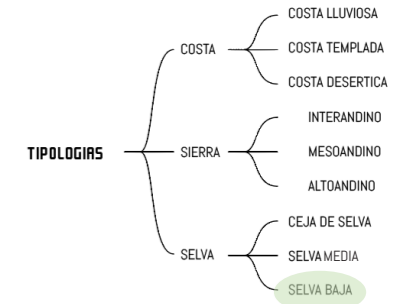 COSTA LLUVIOSA
COSTA COSTA TEMPLADA
COSTA DESERTICA
INTERANDINO
TIPOLOGIAS SIERRA MESOANDINO
ALTOANDINO
CEJA DE SELVA
SELVA SELVA MEDIA
SELVA BAJA